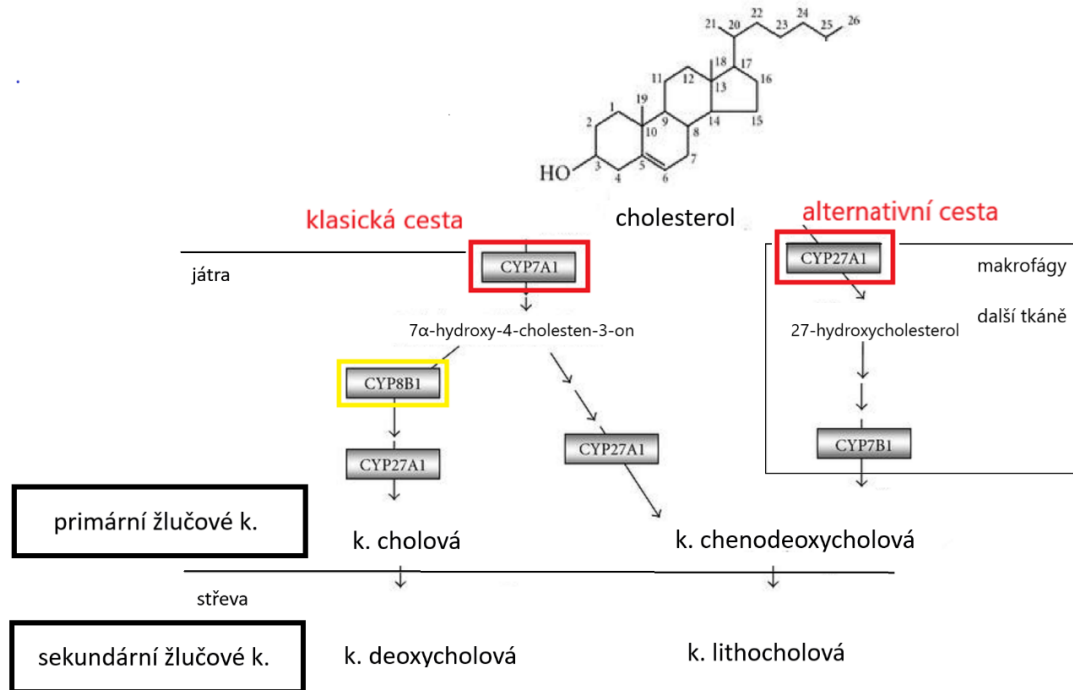 21
20
22
23
24
25
26
18
17
12
11
13
16
19
1
9
14
15
2
10
8
HO
3
4
5
6
7
klasická cesta
cholesterol
alternativní cesta
CYP7A1
CYP27A1
játra
makrofágy
7α-hydroxy-4-cholesten-3-on
27-hydroxycholesterol
další tkáně
CYP8B1
CYP27A1
CYP27A1
CYP7B1
primární žlučové k.
k. cholová
k. chenodeoxycholová
střeva
sekundární žlučové k.
k. deoxycholová
k. lithocholová